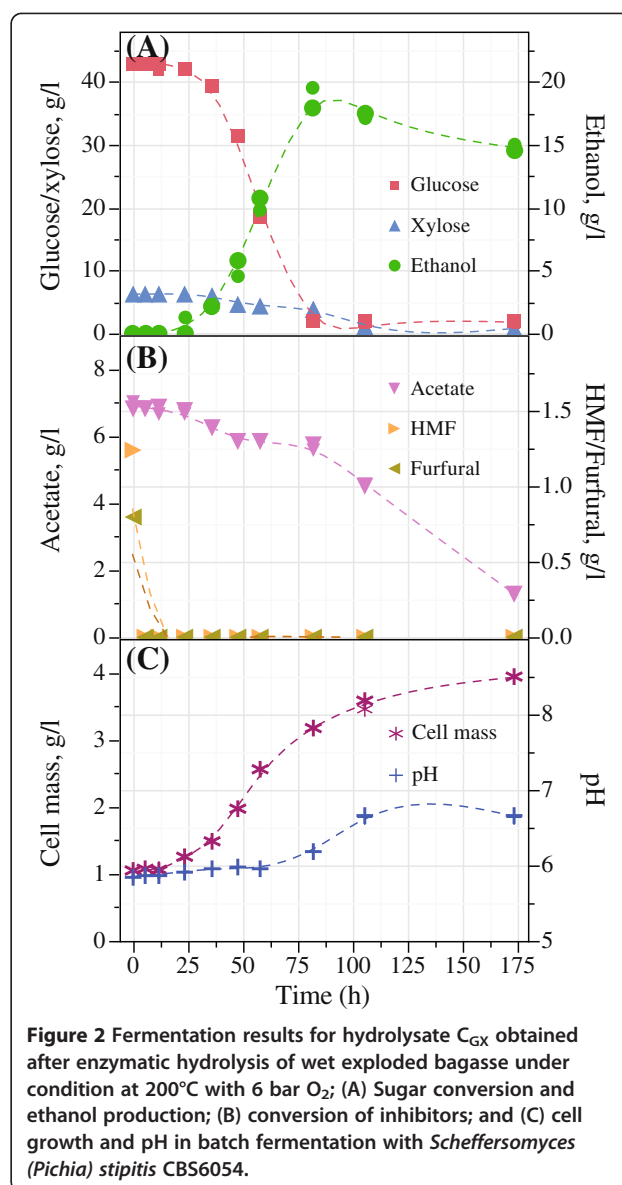 (A)
40
30
20
10
0
Glucose/xylose, g/l
20
15
10
5
0
Ethanol, g/l
Glucose
Xylose
Ethanol
(B)
8
6
4
2
0
Acetate, g/l
1.5
1.0
0.5
0.0
HMF/Furfural, g/l
Acetate
HMF
Furfural
(C)
4
3
2
1
0
Cell mass, g/l
8
7
6
5
pH
Cell mass
pH
0 25 50 75 100 125 150 175
Time (h)
Figure 2 Fermentation results for hydrolysate CGX obtained
after enzymatic hydrolysis of wet exploded bagasse under
condition at 200°C with 6 bar O2; (A) Sugar conversion and
ethanol production; (B) conversion of inhibitors; and (C) cell
growth and pH in batch fermentation with Scheffersomyces
(Pichia) stipitis CBS6054.